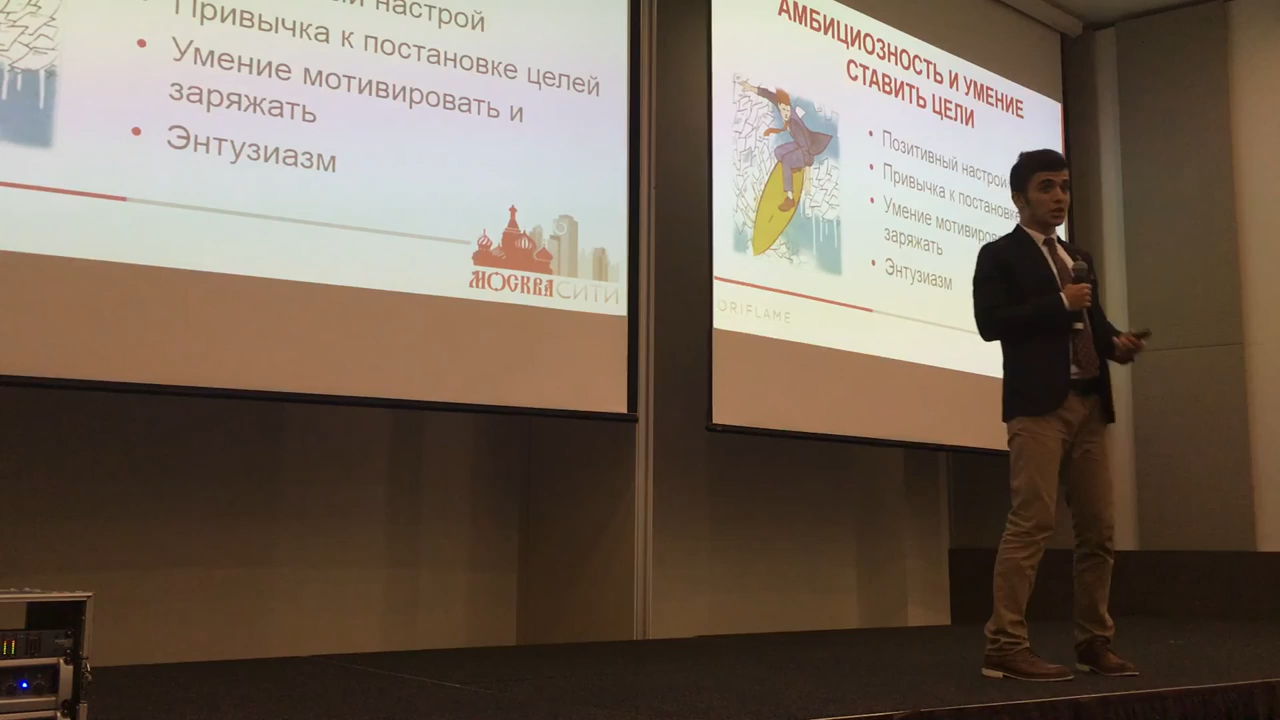 настрой
Привычка к постановке целей
Умение мотивировать и
заряжать
Энтузиазм
МОСКВА СИТИ
АМБИЦИОЗНОСТЬ И УМЕНИЕ
СТАВИТЬ ЦЕЛИ
Позитивный настрой
Привычка к постановке
Умение мотивиров
заряжать
Энтузиазм
ORIFLAME